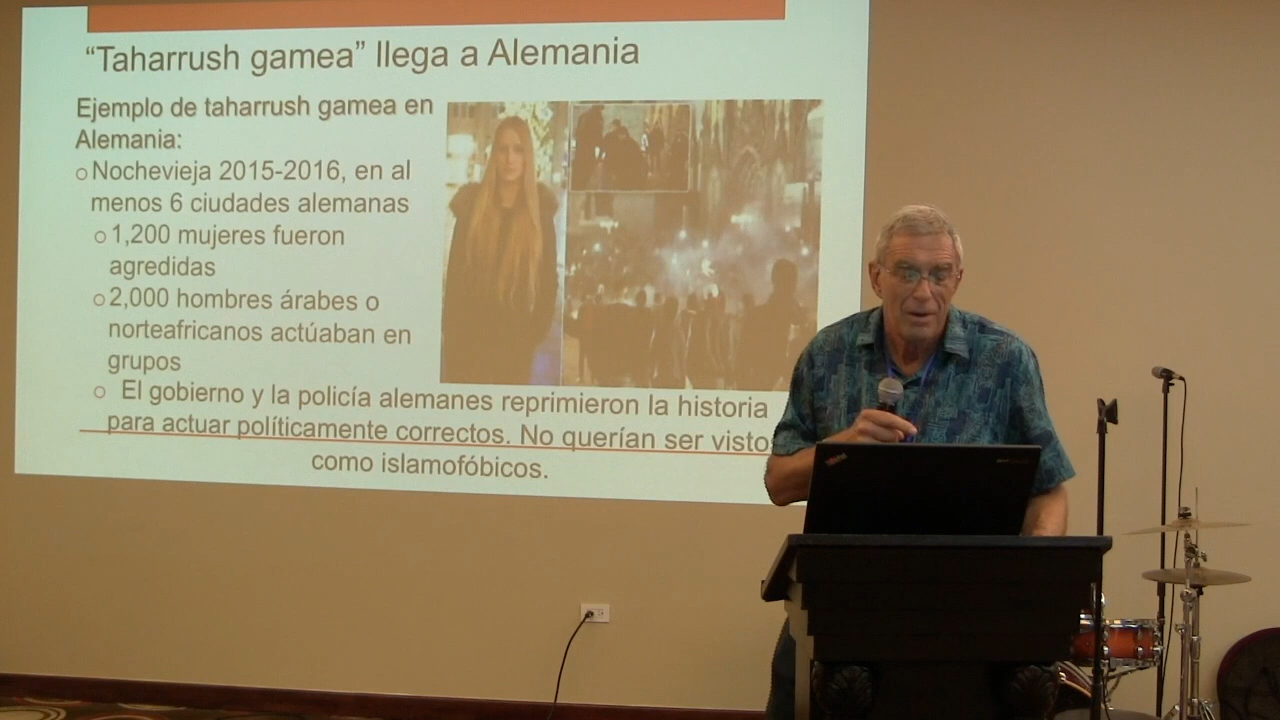 “Taharrush gamea” llega a Alemania
Ejemplo de taharrush gamea en
Alemania:
Nochevieja 2015-2016, en al
menos 6 ciudades alemanas
1,200 mujeres fueron
agredidas
2,000 hombres árabes o
norteafricanos actúaban en
grupos
El gobierno y la policía alemanes reprimieron la historia
para actuar políticamente correctos. No querían ser visto
como islamofóbicos.